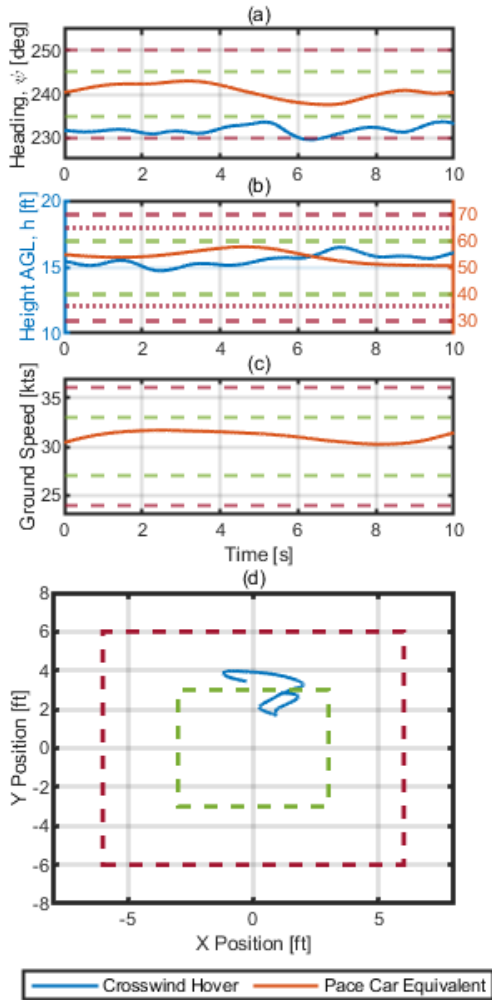 (a)
Heading, ψ [deg]
250
240
230
0 2 4 6 8 10
(b)
Height AGL, h [ft]
20
15
10
70
60
50
40
30
0 2 4 6 8 10
(c)
Ground Speed [kts]
35
30
25
0 2 4 6 8 10
Time [s]
(d)
Y Position [ft]
8
6
4
2
0
-2
-4
-6
-8
-5 0 5
X Position [ft]
Crosswind Hover Pace Car Equivalent